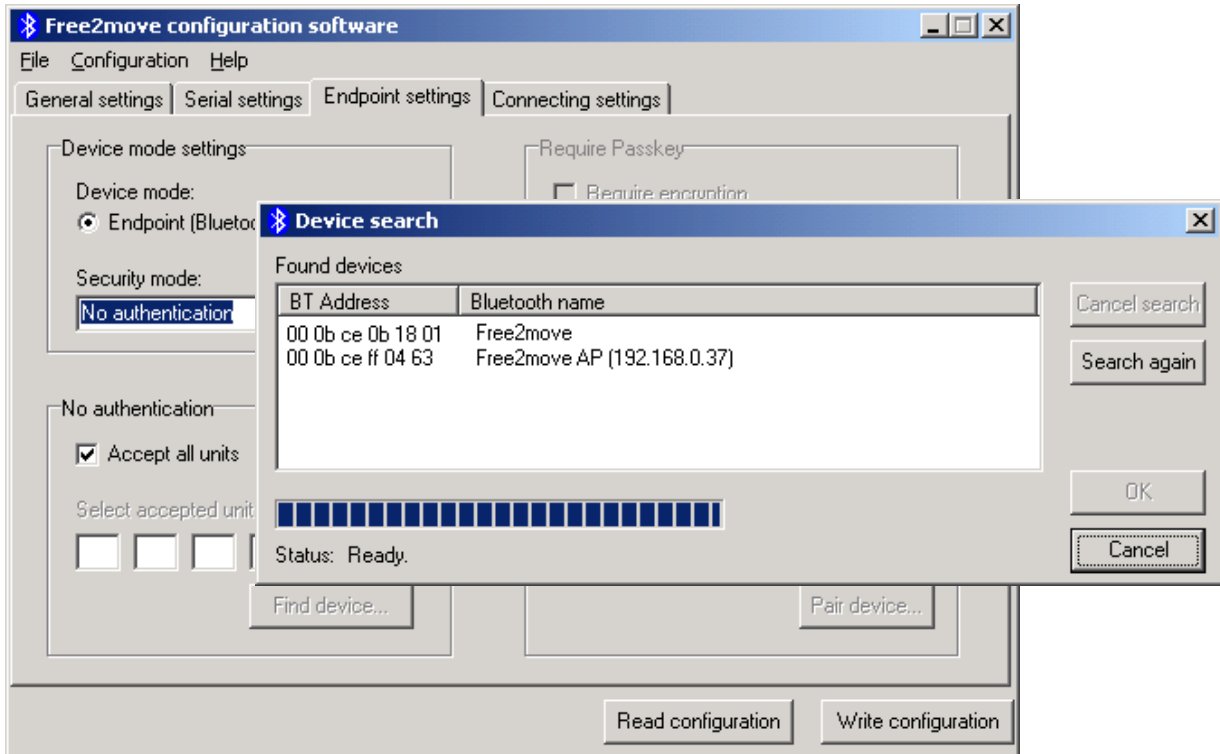 Free2move configuration software
File Configuration Help
General settings Serial settings Endpoint settings Connecting settings
Device mode settings
Device mode:
Endpoint (Bluetoo
Security mode:
No authentication
Require Passkey
Require encryption
No authentication
Accept all units
Select accepted unit
Find device...
Pair device...
Read configuration Write configuration
Device search
Found devices
BT Address Bluetooth name
00 0b ce 0b 18 01 Free2move
00 0b ce ff 04 63 Free2move AP (192.168.0.37)
Cancel search
Search again
OK
Cancel
Status: Ready.